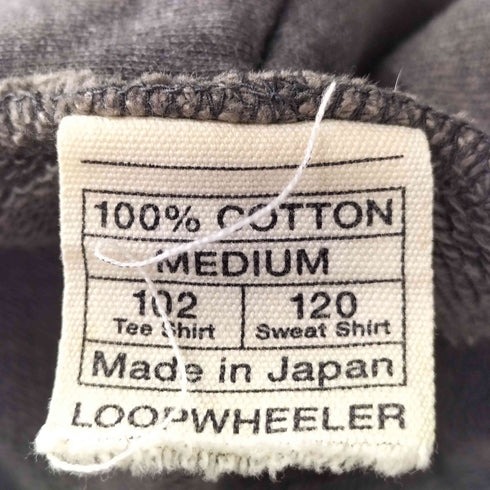 100% COTTON
MEDIUM
102 120
Tee Shirt Sweat Shirt
Made in Japan
LOOPWHEELER